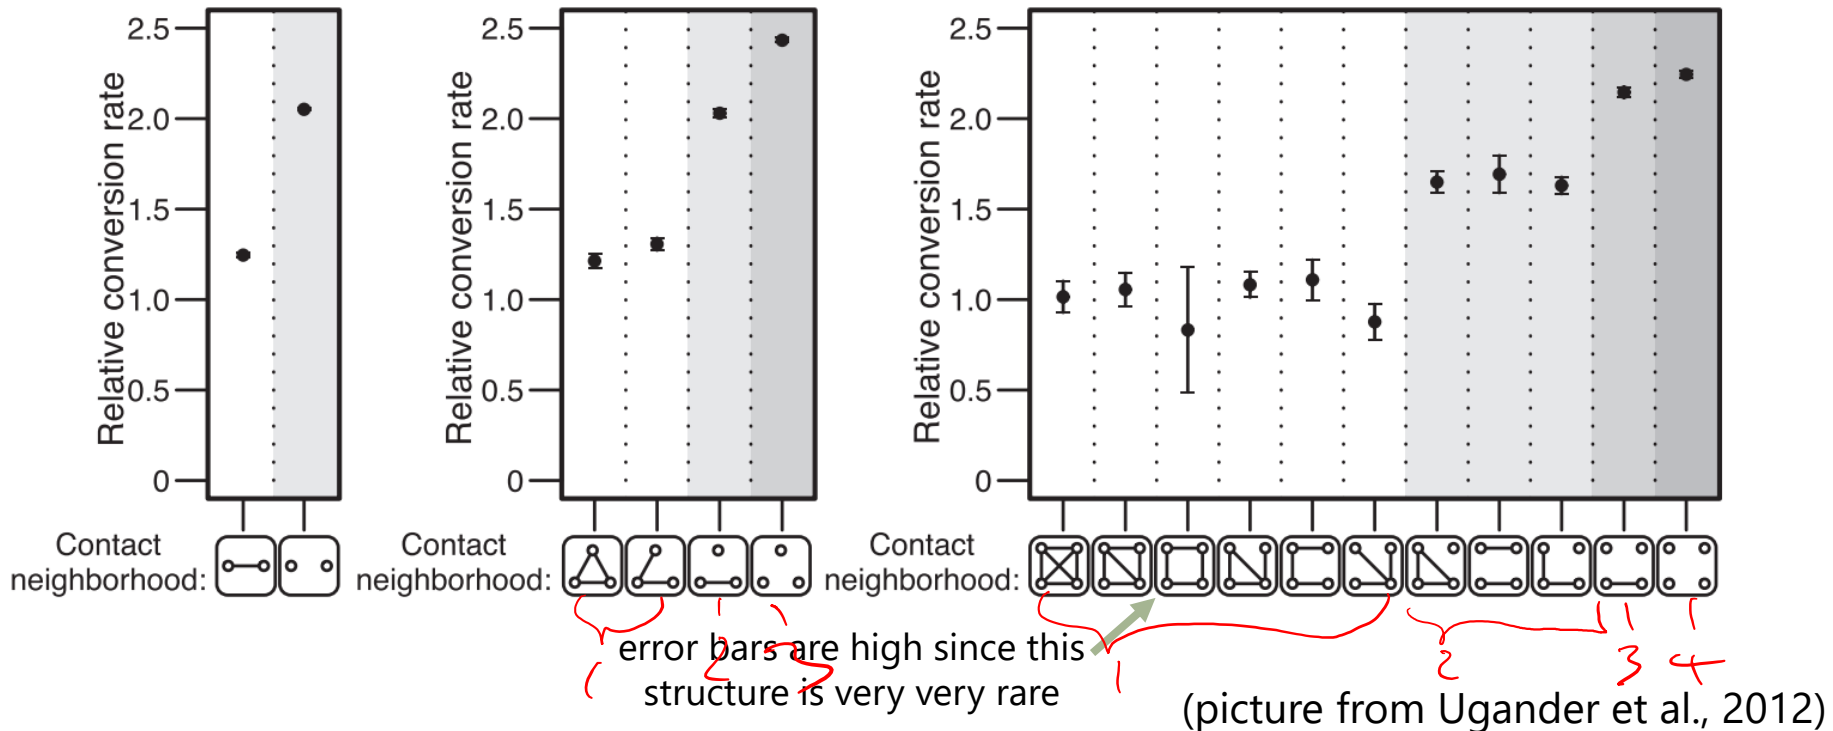 2.5
2.0
1.5
1.0
0.5
0
Relative conversion rate
Contact
neighborhood:
2.5
2.0
1.5
1.0
0.5
0
Relative conversion rate
Contact
neighborhood:
2.5
2.0
1.5
1.0
0.5
0
Relative conversion rate
Contact
neighborhood:
1 2 3
1 2 3 4
error bars are high since this
structure is very very rare
(picture from Ugander et al., 2012)